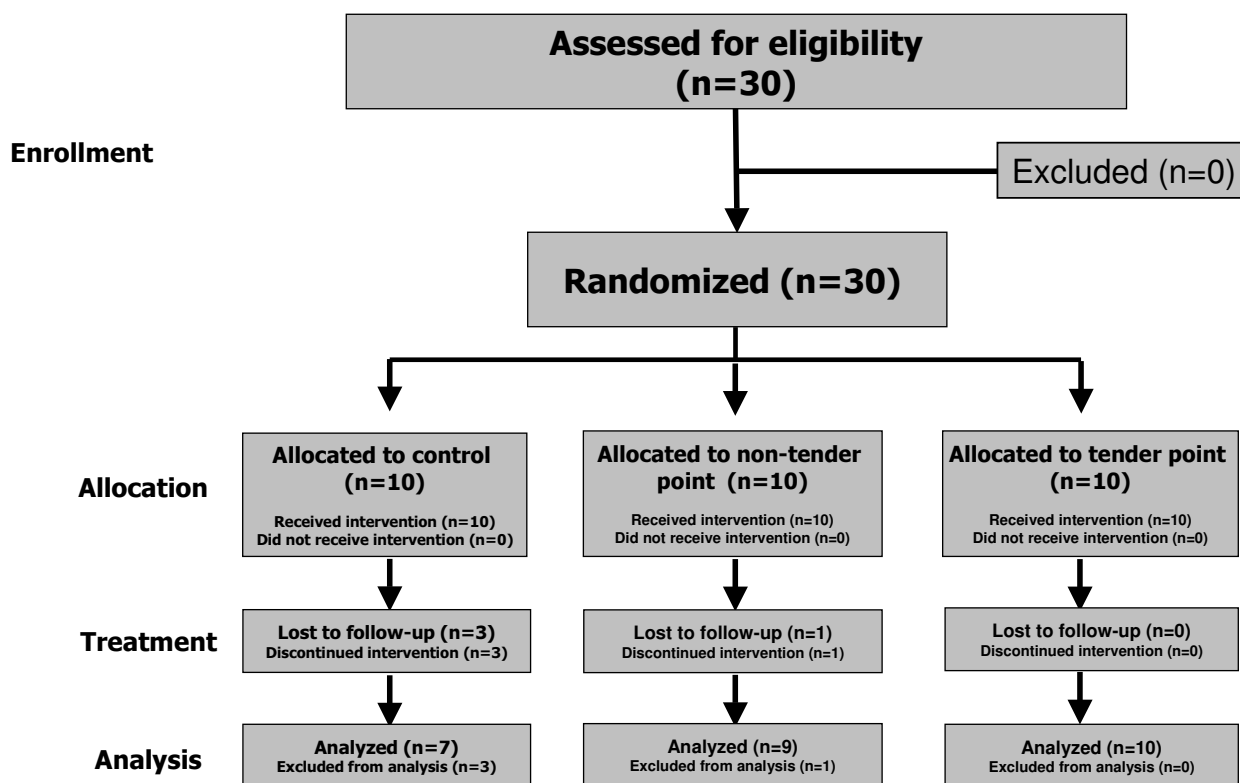 Assessed for eligibility
(n=30)
Enrollment
Excluded (n=0)
Randomized (n=30)
Allocation
Allocated to control
(n=10)
Received intervention (n=10)
Did not receive intervention (n=0)
Allocated to non-tender
point (n=10)
Received intervention (n=10)
Did not receive intervention (n=0)
Allocated to tender point
(n=10)
Received intervention (n=10)
Did not receive intervention (n=0)
Treatment
Lost to follow-up (n=3)
Discontinued intervention (n=3)
Lost to follow-up (n=1)
Discontinued intervention (n=1)
Lost to follow-up (n=0)
Discontinued intervention (n=0)
Analysis
Analyzed (n=7)
Excluded from analysis (n=3)
Analyzed (n=9)
Excluded from analysis (n=1)
Analyzed (n=10)
Excluded from analysis (n=0)